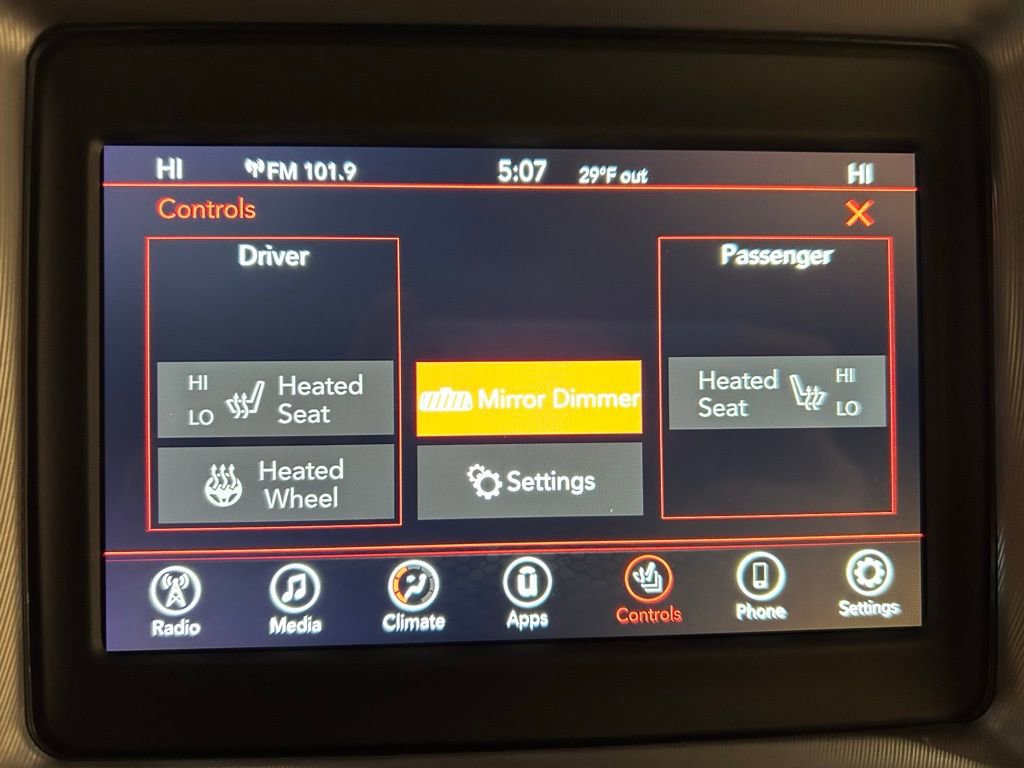 HI FM 101.9 5:07 29°F out HI
Controls
Driver
HI
LO
Heated
Seat
Heated
Wheel
Mirror Dimmer
Settings
Passenger
Heated
Seat
HI
LO
Radio Media Climate Apps Controls Phone Settings